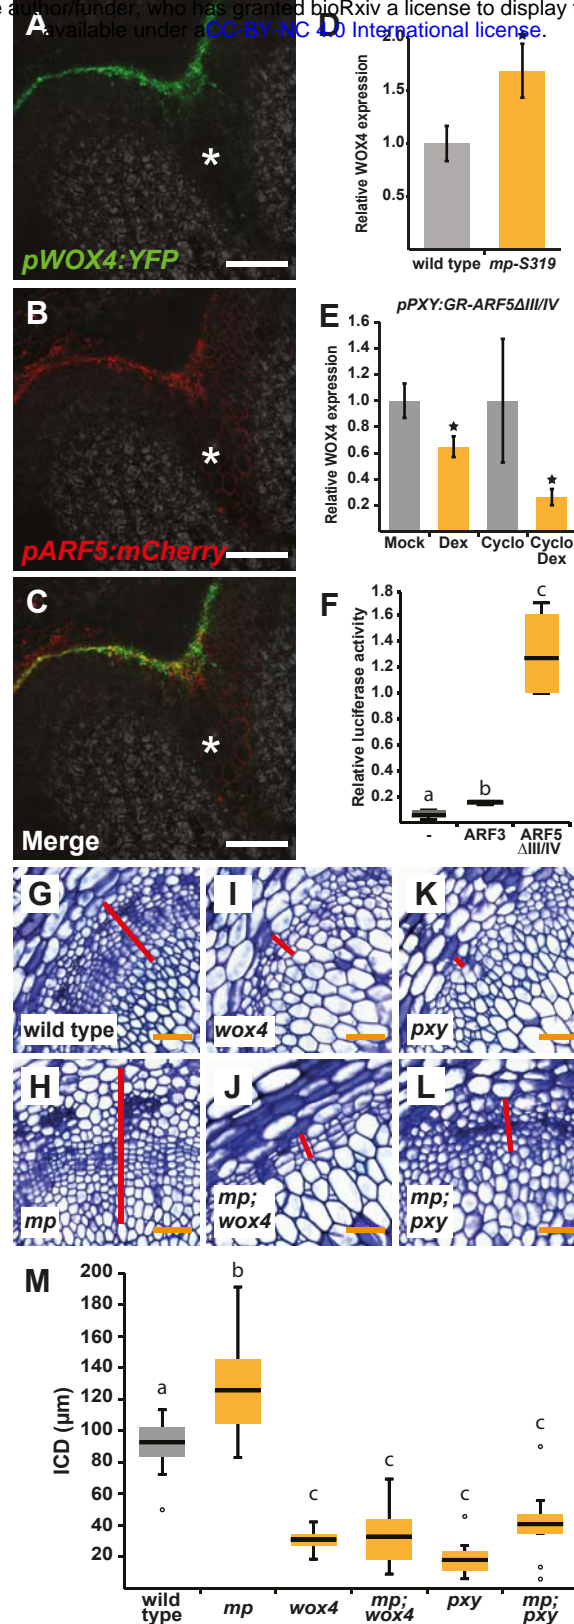 author/funder, who has granted bioRxiv a license to display
available under aCC-BY-NC 4.0 International license.
A
pWOX4:YFP
*
B
pARF5:mCherry
*
C
Merge
*
D
Relative WOX4 expression
2.0
1.5
1.0
0.5
★
wild type mp-S319
E
pPXY:GR-ARF5ΔIII/IV
Relative WOX4 expression
1.6
1.4
1.2
1.0
0.8
0.6
0.4
0.2
★
★
Mock Dex Cyclo Cyclo
Dex
F
Relative luciferase activity
1.8
1.6
1.4
1.2
1.0
0.8
0.6
0.4
0.2
a
b
c
- ARF3 ARF5
ΔIII/IV
G
wild type
I
wox4
K
pxy
H
mp
J
mp;
wox4
L
mp;
pxy
M
ICD (µm)
200
180
160
140
120
100
80
60
40
20
a
b
c
c
c
c
wild
type
mp
wox4
mp;
wox4
pxy
mp;
pxy